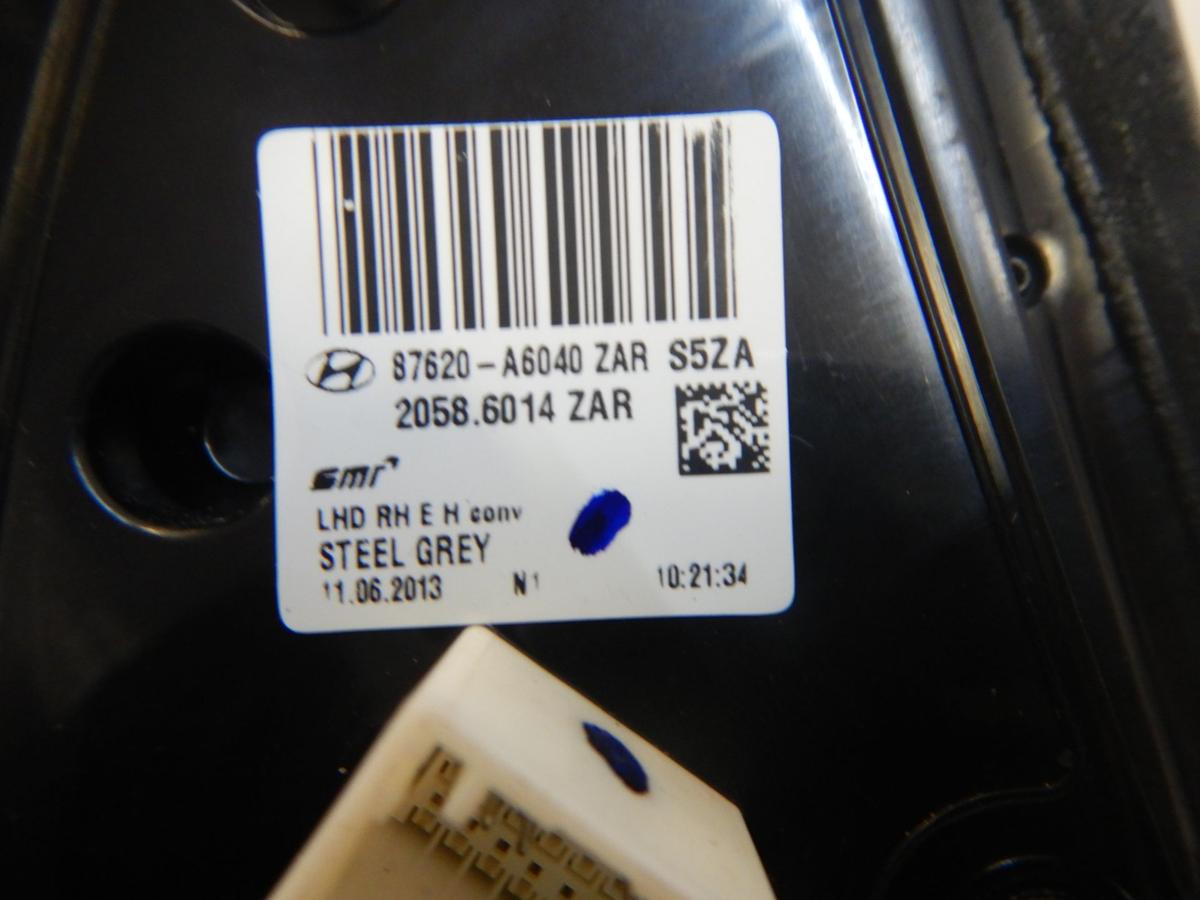 87620-A6040 ZAR S5ZA
2058.6014 ZAR
smr
LHD RH E H conv
STEEL GREY
11.06.2013 N1 10:21:34